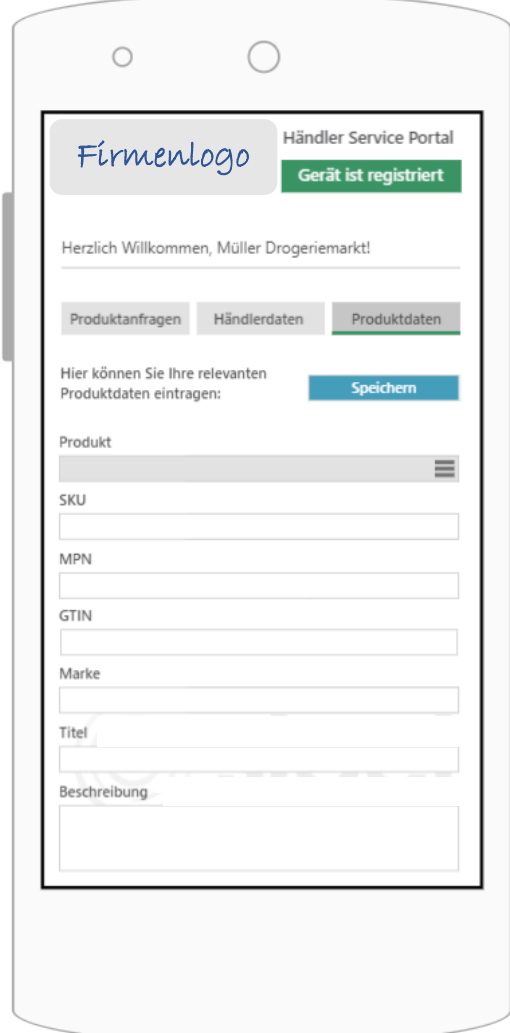 Firmenlogo
Händler Service Portal
Gerät ist registriert
Herzlich Willkommen, Müller Drogeriemarkt!
Produktanfragen
Händlerdaten
Produktdaten
Hier können Sie Ihre relevanten
Produktdaten eintragen:
Speichern
Produkt
SKU
MPN
GTIN
Marke
Titel
Beschreibung